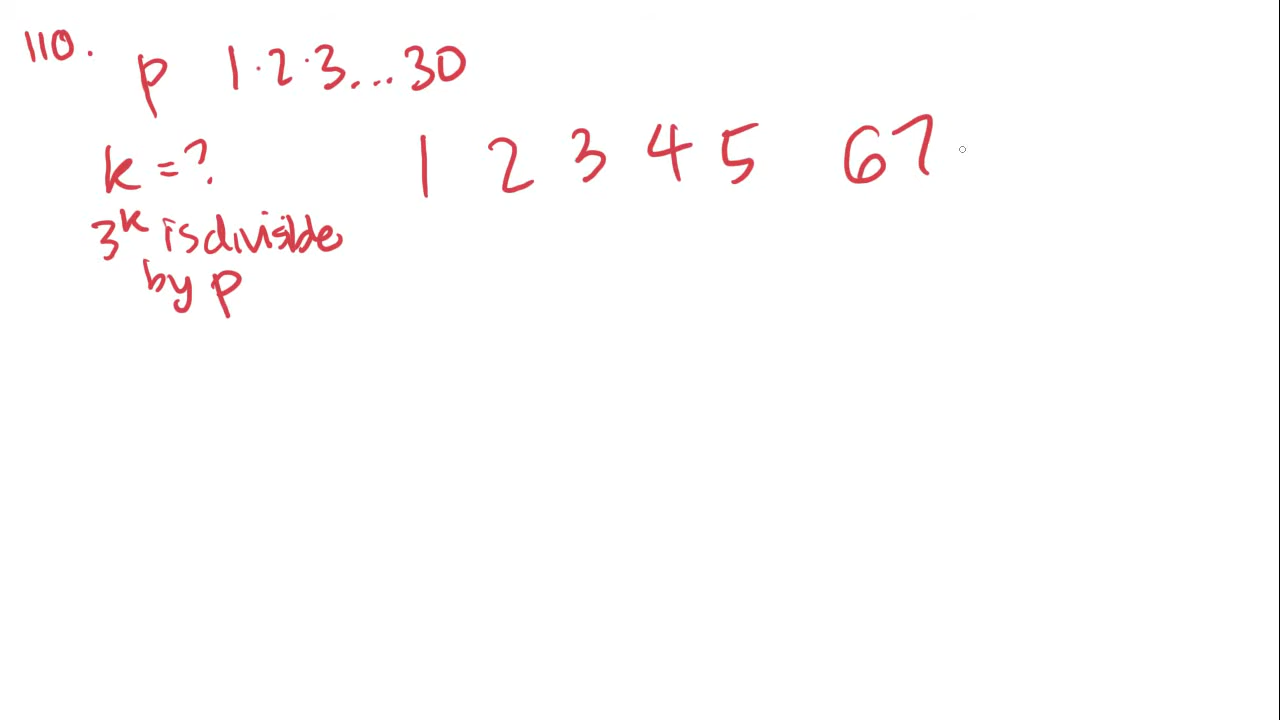 110.
p 1·2·3...30
k = ?
1 2 3 4 5 6 7
3^k is divisible
by p